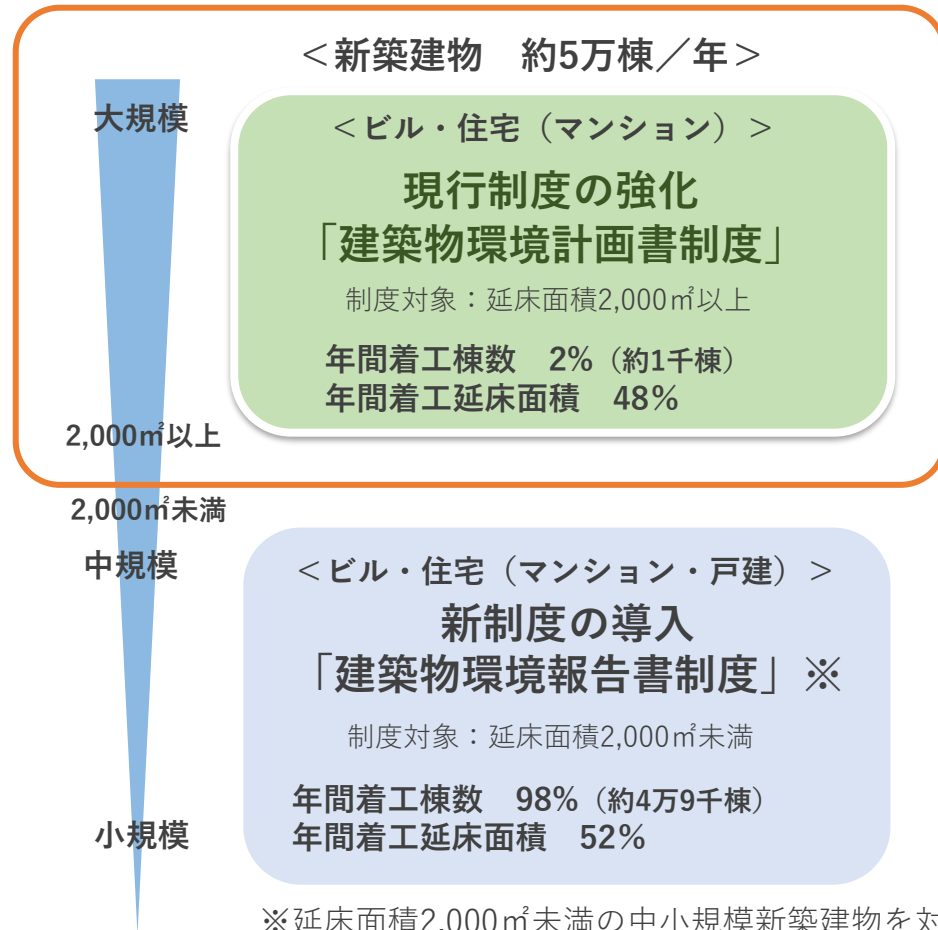 ＜新築建物　約5万棟／年＞
大規模
＜ビル・住宅（マンション）＞
現行制度の強化
「建築物環境計画書制度」
制度対象：延床面積2,000㎡以上
年間着工棟数　2%（約1千棟）
年間着工延床面積　48%
2,000㎡以上
2,000㎡未満
中規模
＜ビル・住宅（マンション・戸建）＞
新制度の導入
「建築物環境報告書制度」※
制度対象：延床面積2,000㎡未満
年間着工棟数　98%（約4万9千棟）
年間着工延床面積　52%
小規模
※延床面積2,000㎡未満の中小規模新築建物を対